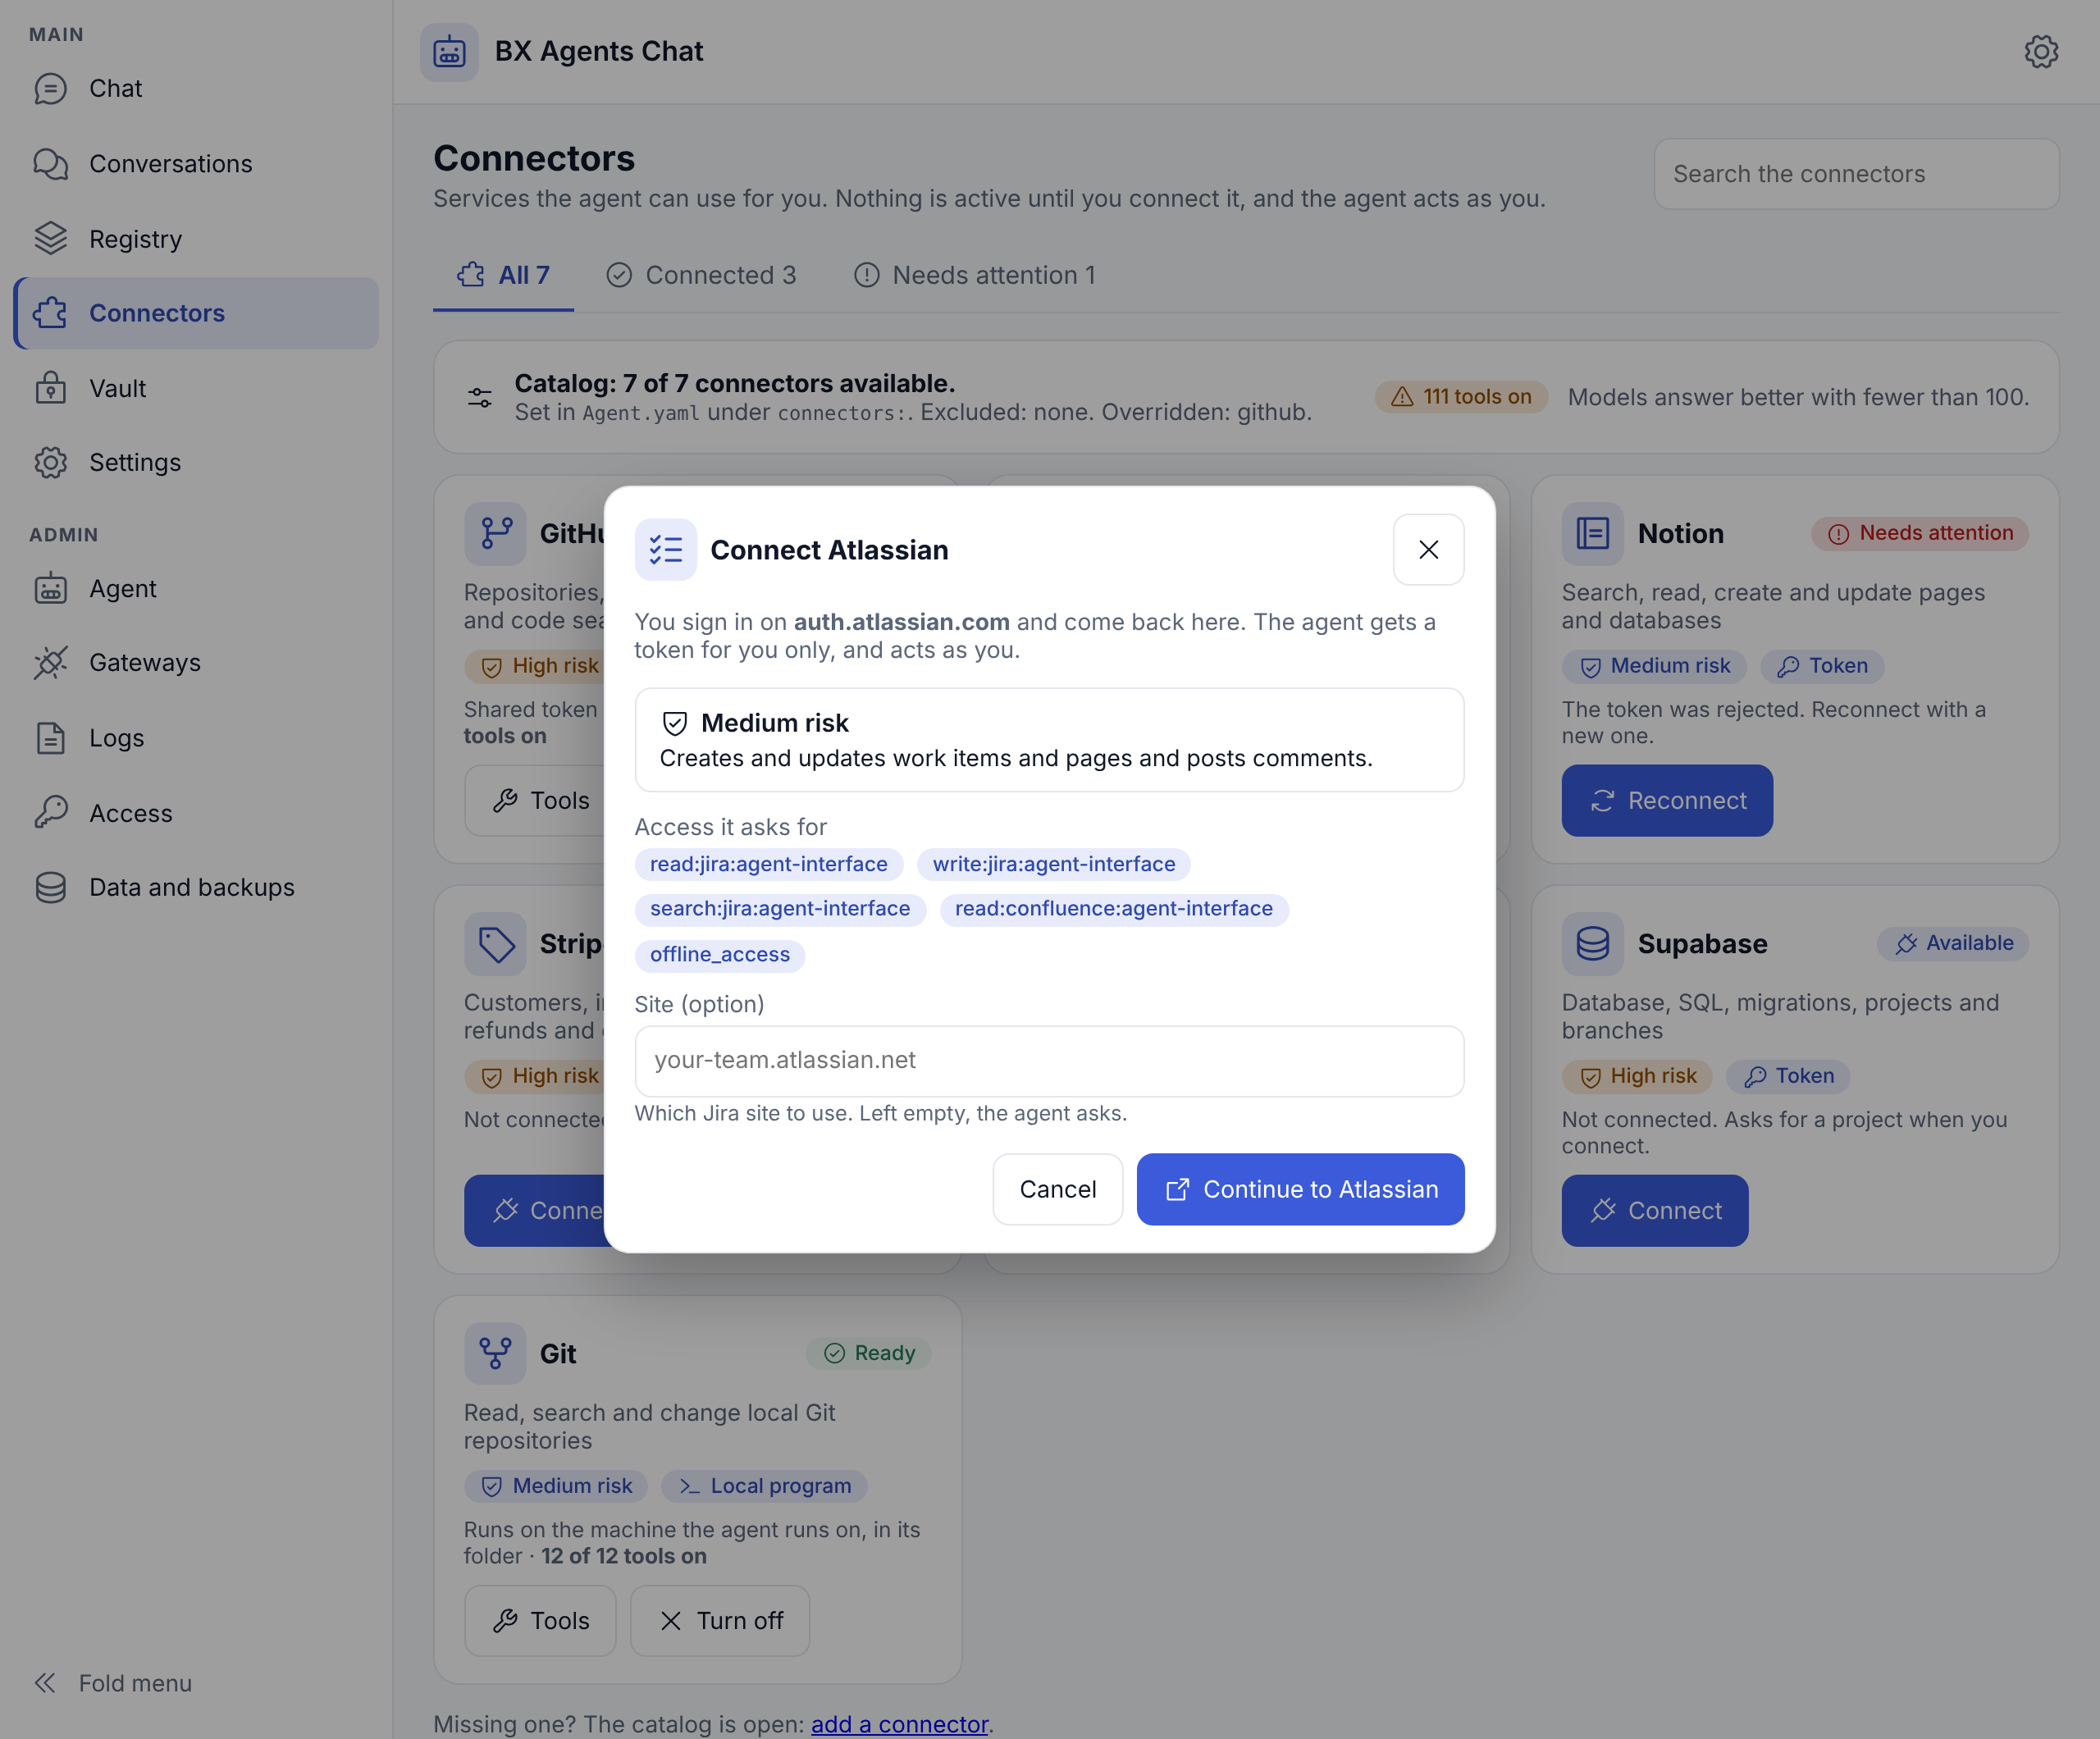 MAIN
Chat
Conversations
Registry
Connectors
Vault
Settings
ADMIN
Agent
Gateways
Logs
Access
Data and backups
Fold menu
BX Agents Chat
Connectors
Services the agent can use for you. Nothing is active until you connect it, and the agent acts as you.
Search the connectors
All 7
Connected 3
Needs attention 1
Catalog: 7 of 7 connectors available.
Set in Agent.yaml under connectors:. Excluded: none. Overridden: github.
111 tools on
Models answer better with fewer than 100.
Repositories,
and code
High risk
Shared token
tools on
Tools
Connect Atlassian
You sign in on auth.atlassian.com and come back here. The agent gets a
token for you only, and acts as you.
Medium risk
Creates and updates work items and pages and posts comments.
Access it asks for
read:jira:agent-interface
write:jira:agent-interface
search:jira:agent-interface
read:confluence:agent-interface
offline_access
Site (option)
your-team.atlassian.net
Which Jira site to use. Left empty, the agent asks.
Cancel
Continue to Atlassian
Notion
Needs attention
Search, read, create and update pages
and databases
Medium risk
Token
The token was rejected. Reconnect with a
new one.
Reconnect
Customers,
refunds and
High risk
Not
Supabase
Available
Database, SQL, migrations, projects and
branches
High risk
Token
Not connected. Asks for a project when you
connect.
Connect
Git
Ready
Read, search and change local Git
repositories
Medium risk
Local program
Runs on the machine the agent runs on, in its
folder · 12 of 12 tools on
Tools
Turn off
Missing one? The catalog is open: add a connector.